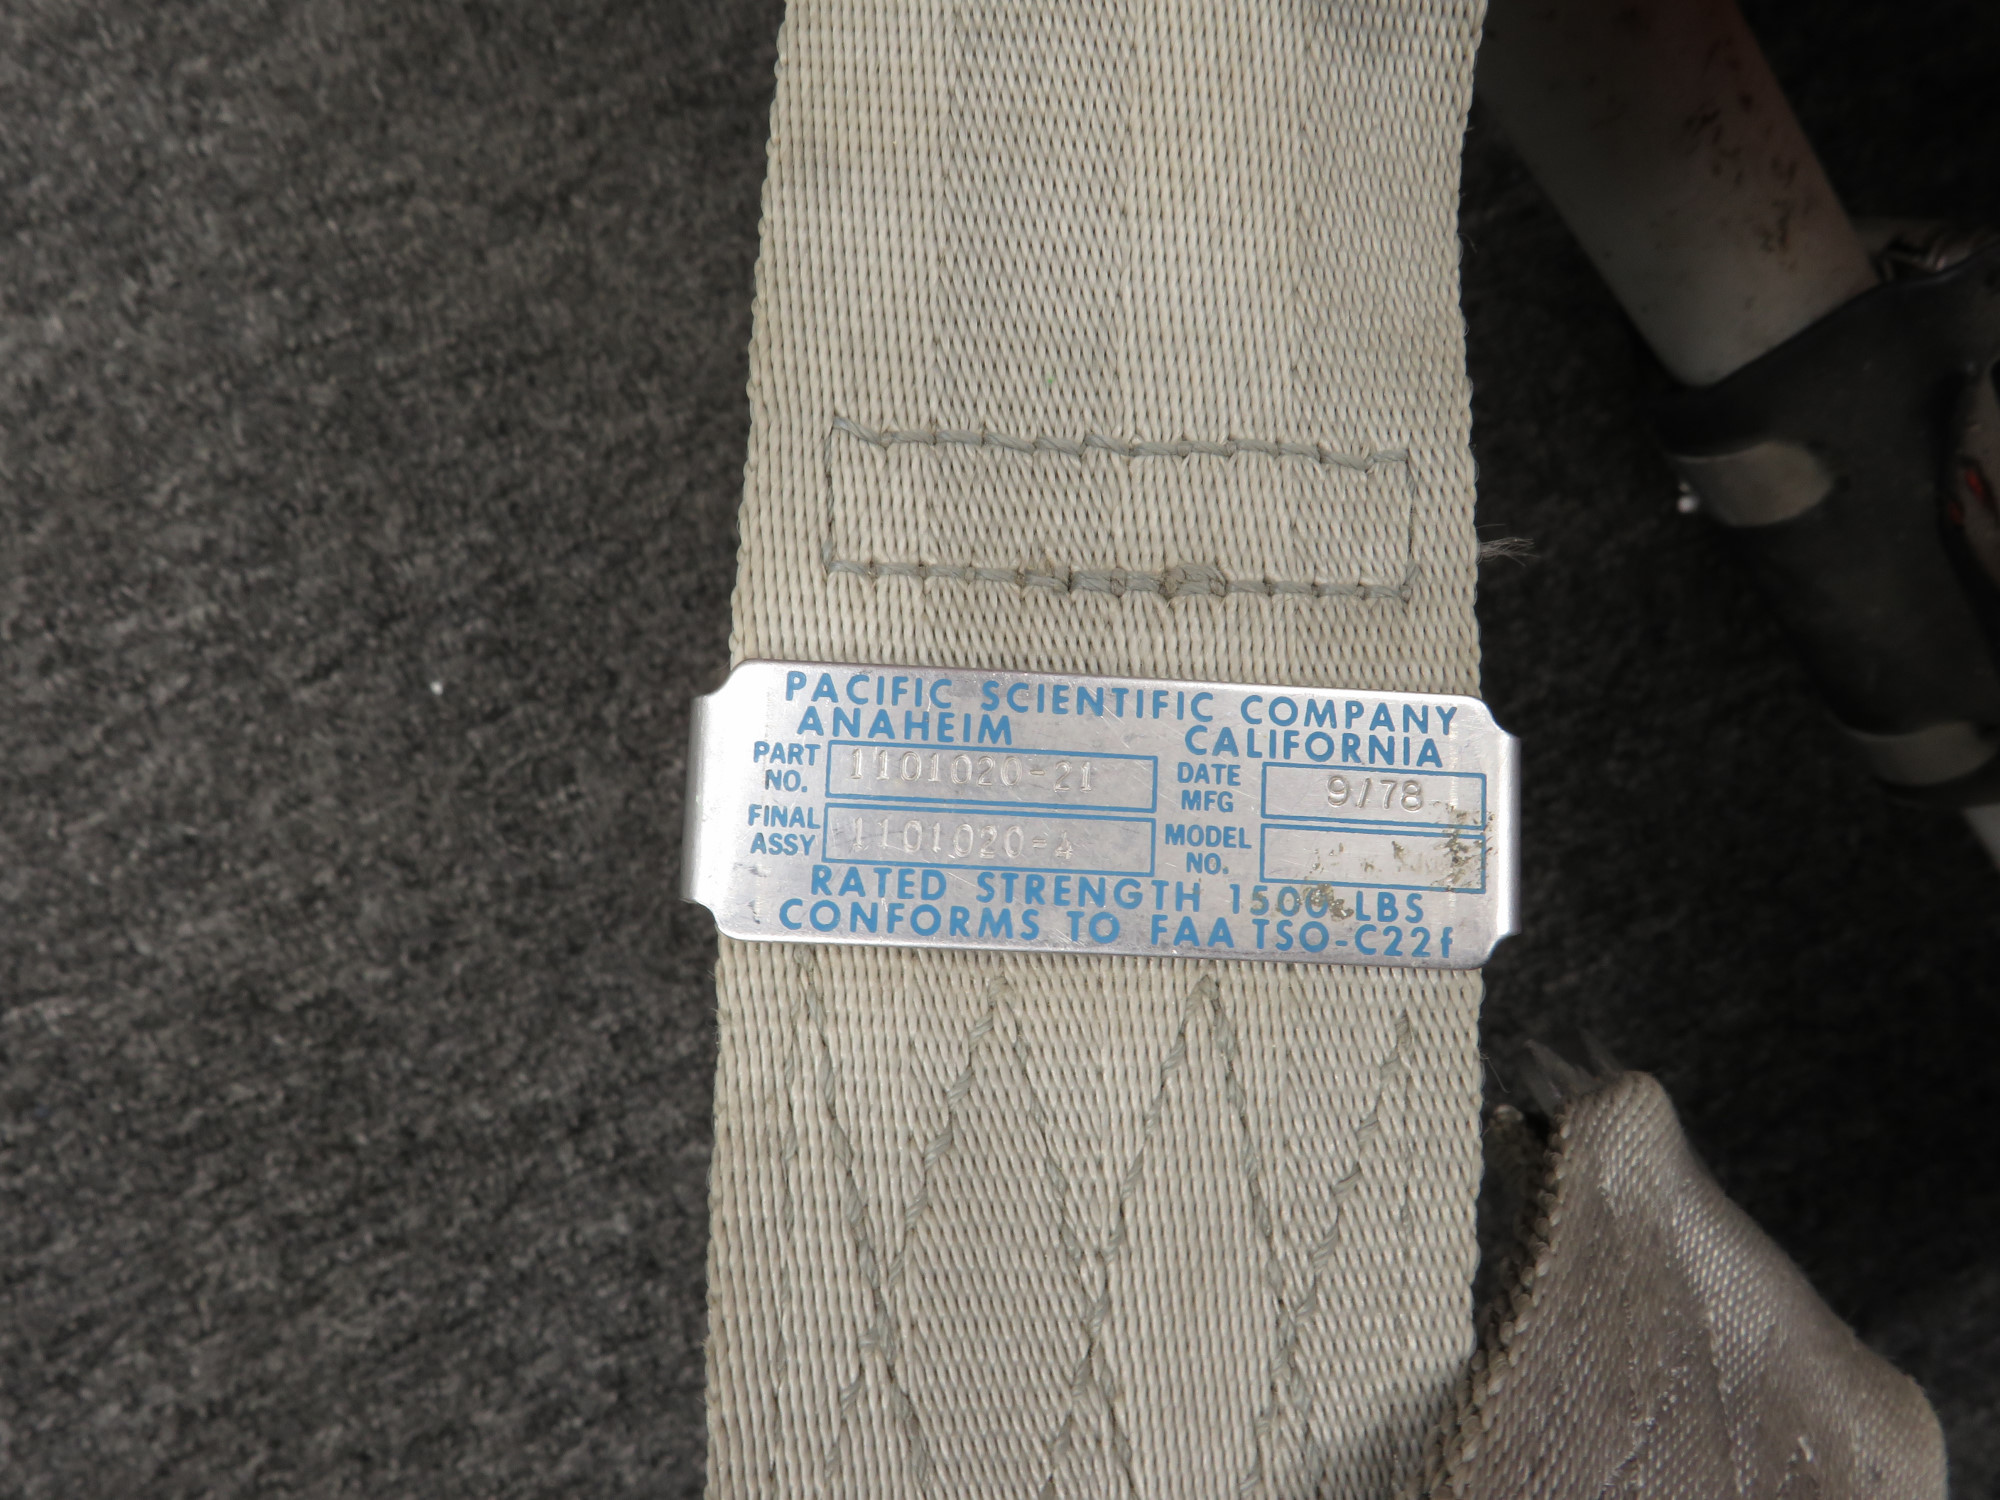 PACIFIC SCIENTIFIC COMPANY
ANAHEIM CALIFORNIA
PART NO. 1101020-21 DATE MFG 9/78
FINAL ASSY 1101020-4 MODEL NO.
RATED STRENGTH 1500 LBS
CONFORMS TO FAA TSO-C22f